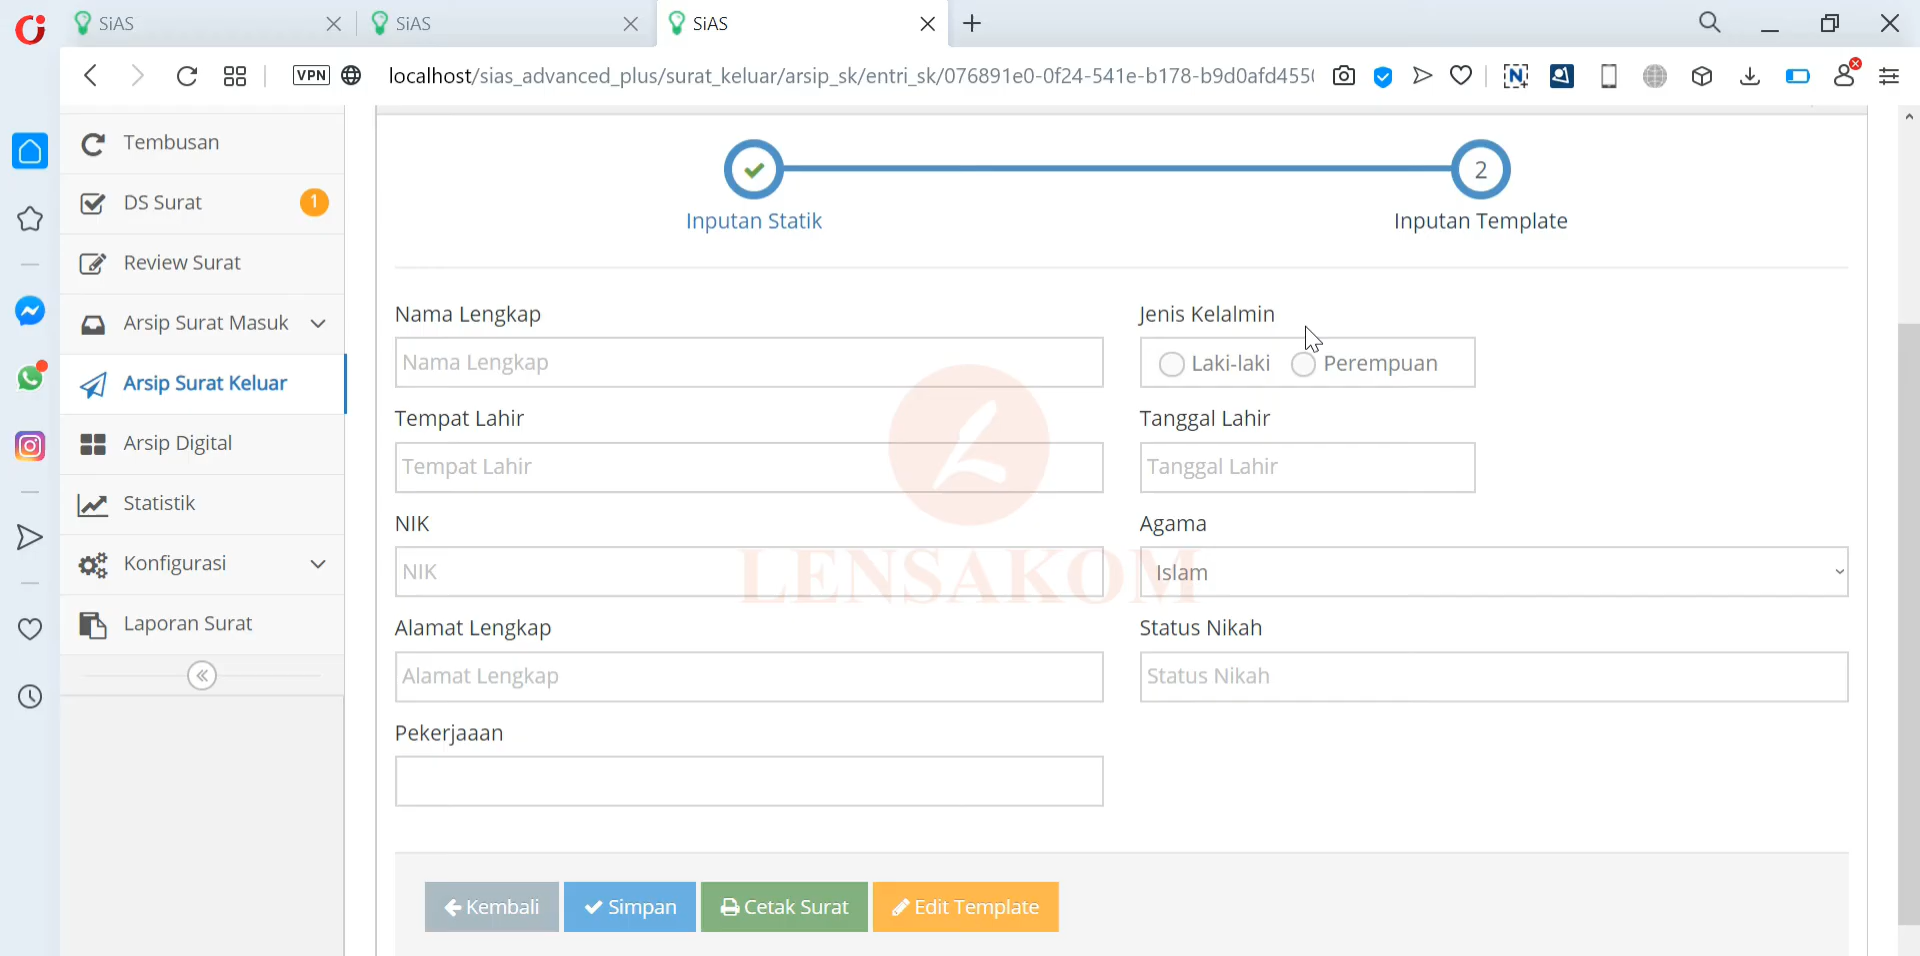 SiAS
SiAS
SiAS
VPN
localhost/sias_advanced_plus/surat_keluar/arsip_sk/entri_sk/076891e0-0f24-541e-b178-b9d0afd455
Tembusan
DS Surat
1
Review Surat
Arsip Surat Masuk
Arsip Surat Keluar
Arsip Digital
Statistik
Konfigurasi
Laporan Surat
2
Inputan Statik
Inputan Template
Nama Lengkap
Jenis Kelalmin
Nama Lengkap
Laki-laki
Perempuan
Tempat Lahir
Tanggal Lahir
Tempat Lahir
Tanggal Lahir
NIK
Agama
NIK
Islam
LENSAKOM
Alamat Lengkap
Status Nikah
Alamat Lengkap
Status Nikah
Pekerjaaan
Kembali
Simpan
Cetak Surat
Edit Template